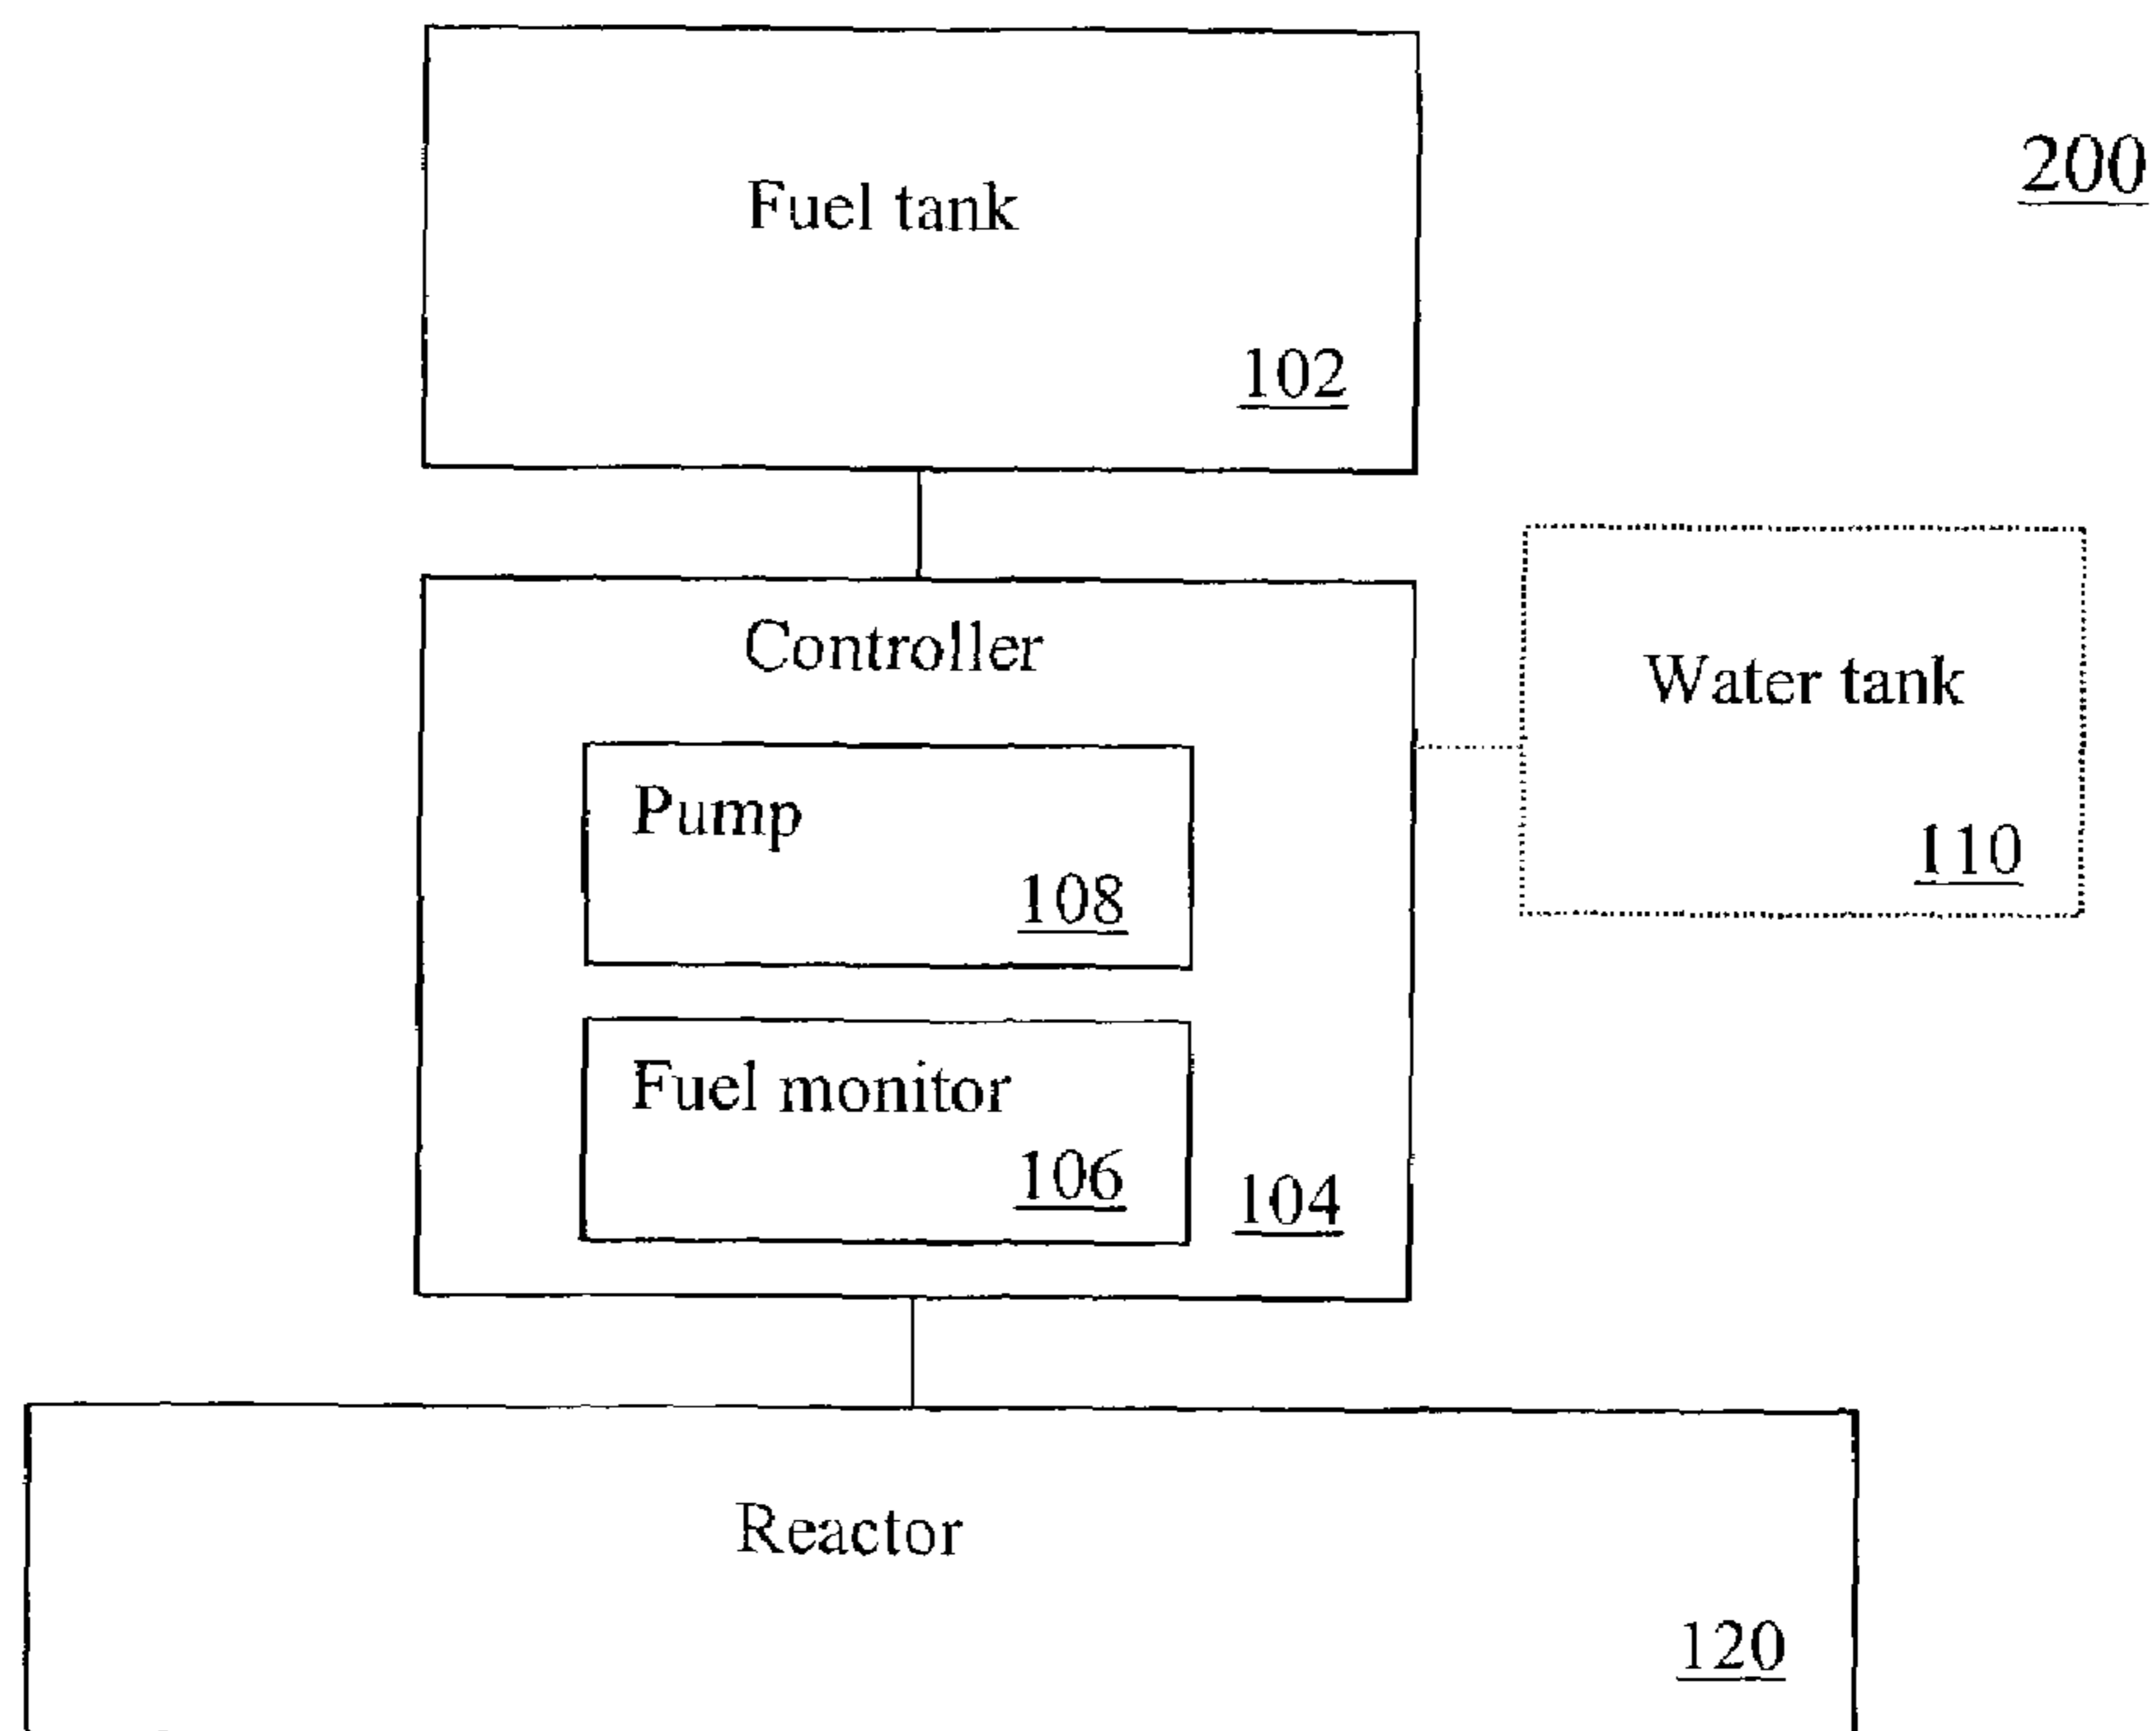 200
Fuel tank
102
Controller
Water tank
110
Pump
108
Fuel monitor
106
104
Reactor
120